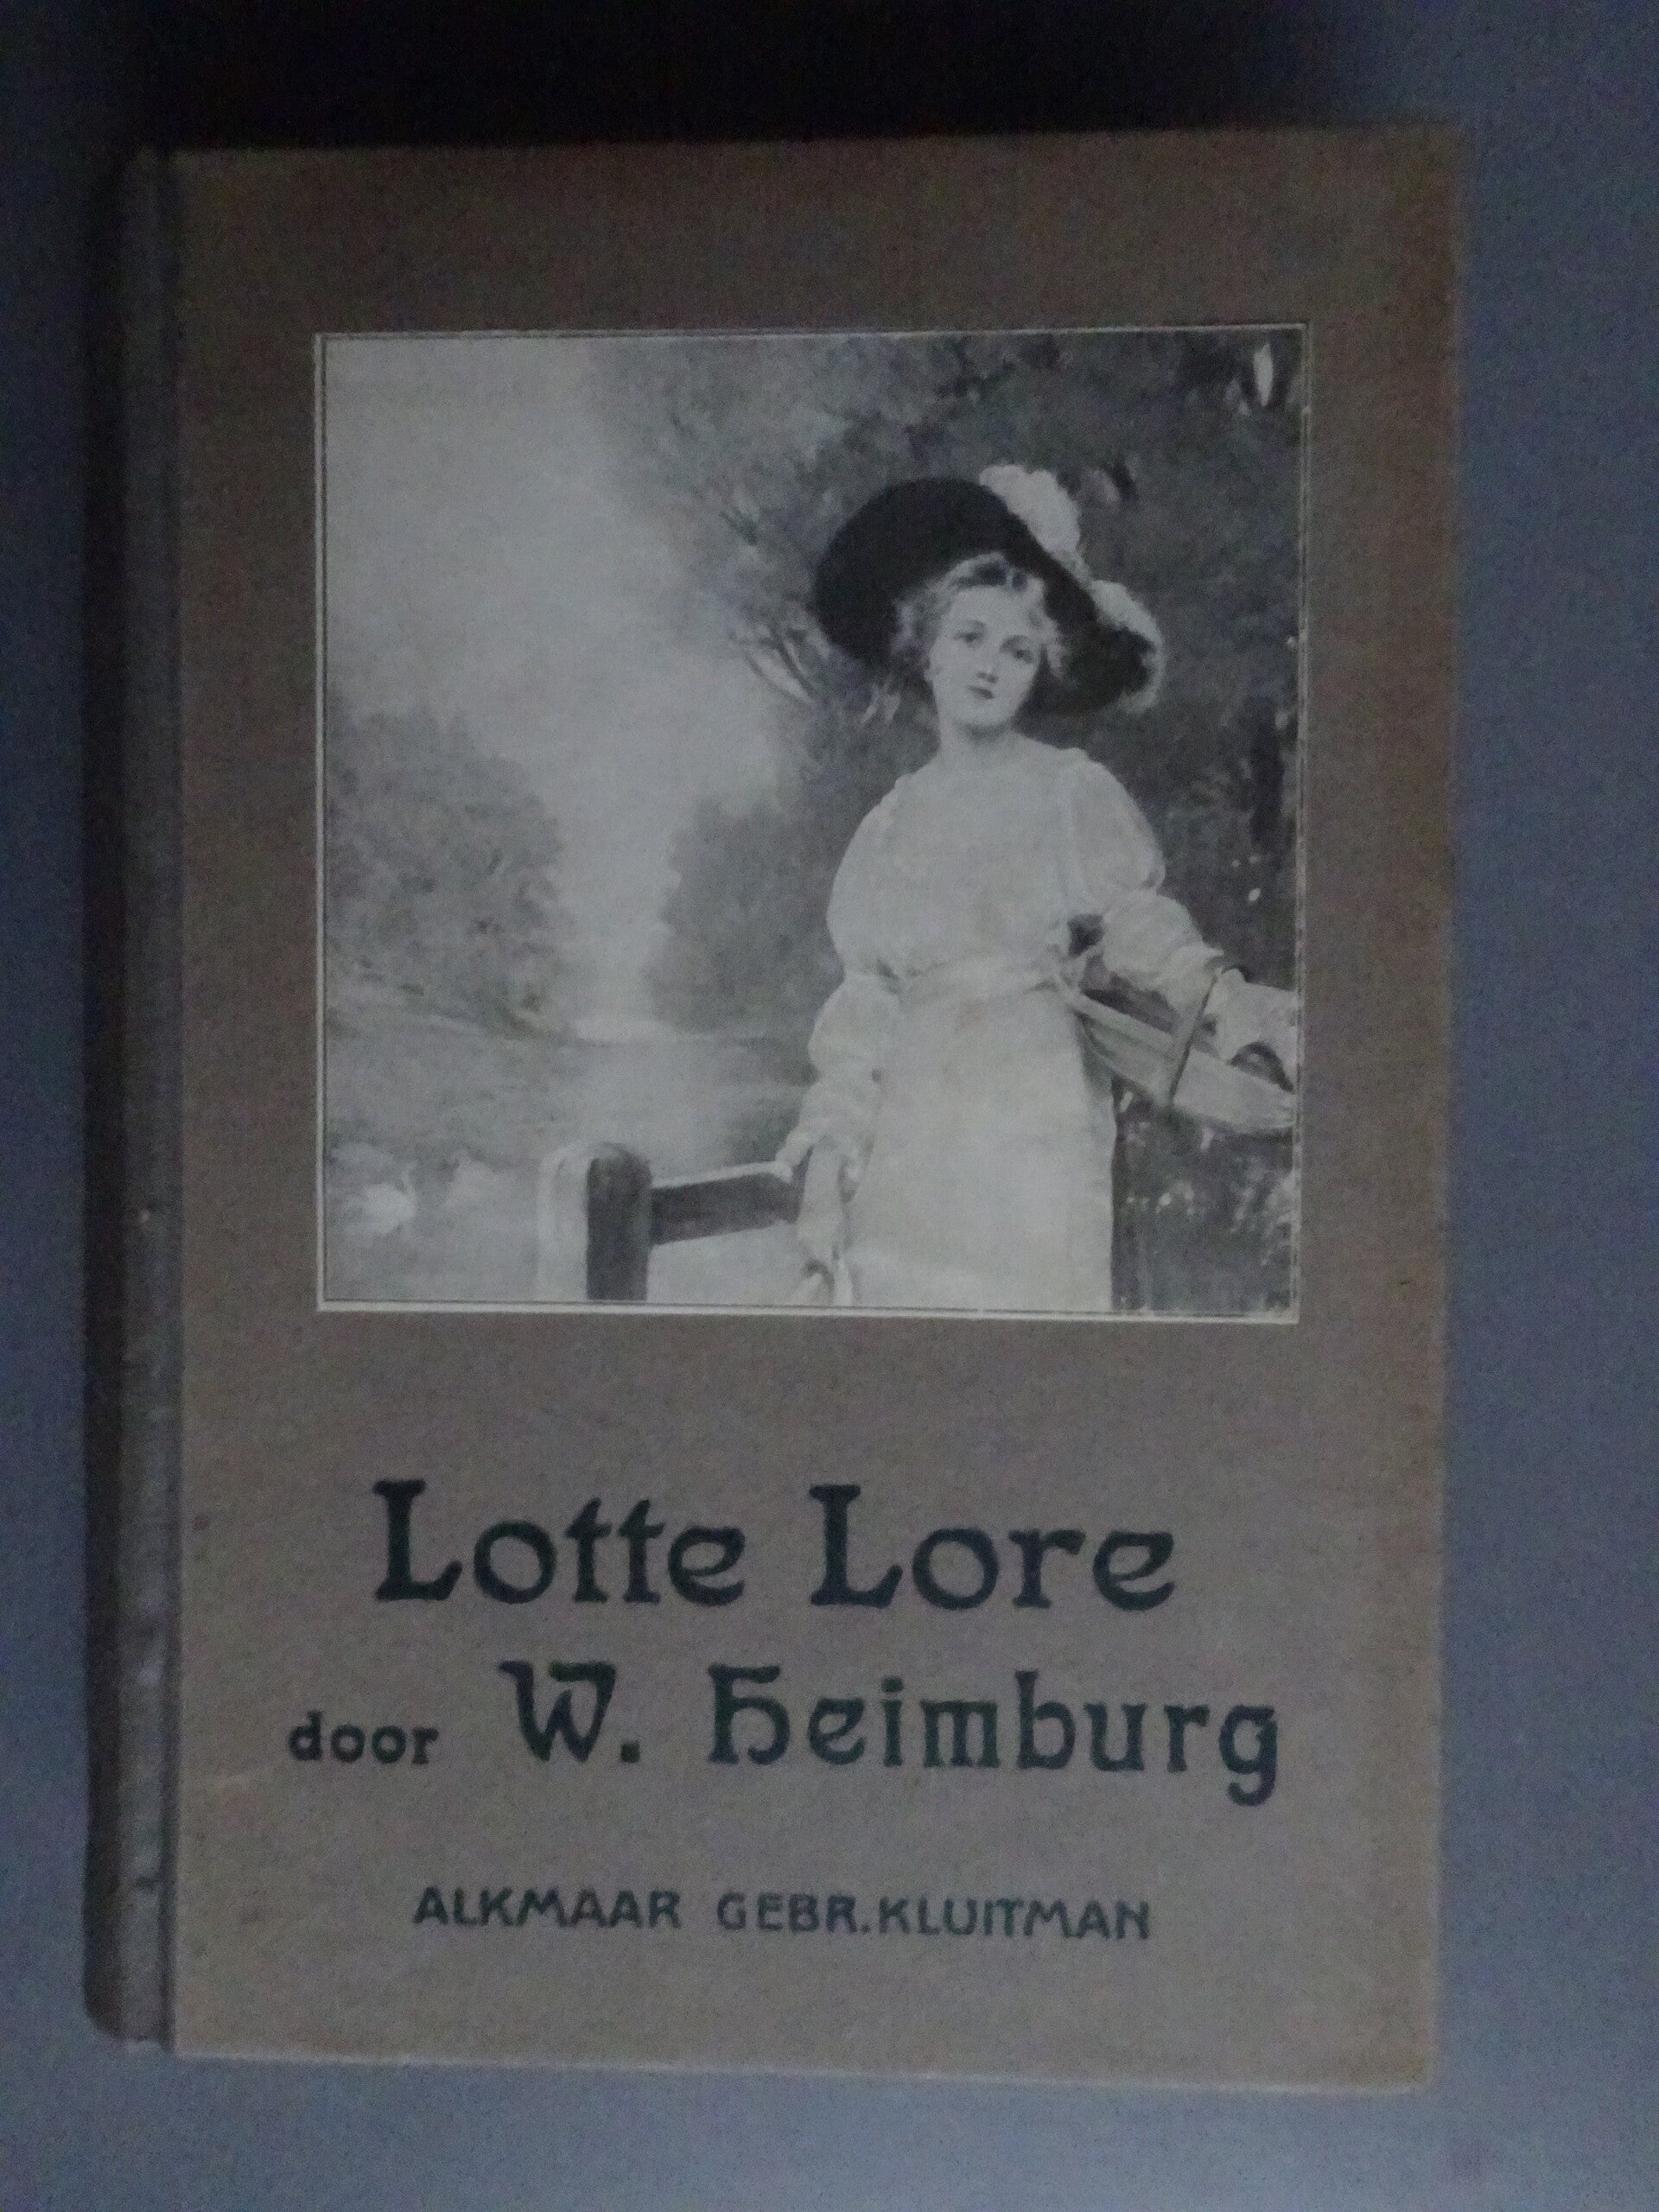 Lotte Lore
door W. Heimburg
ALKMAAR GEBR. KLUITMAN